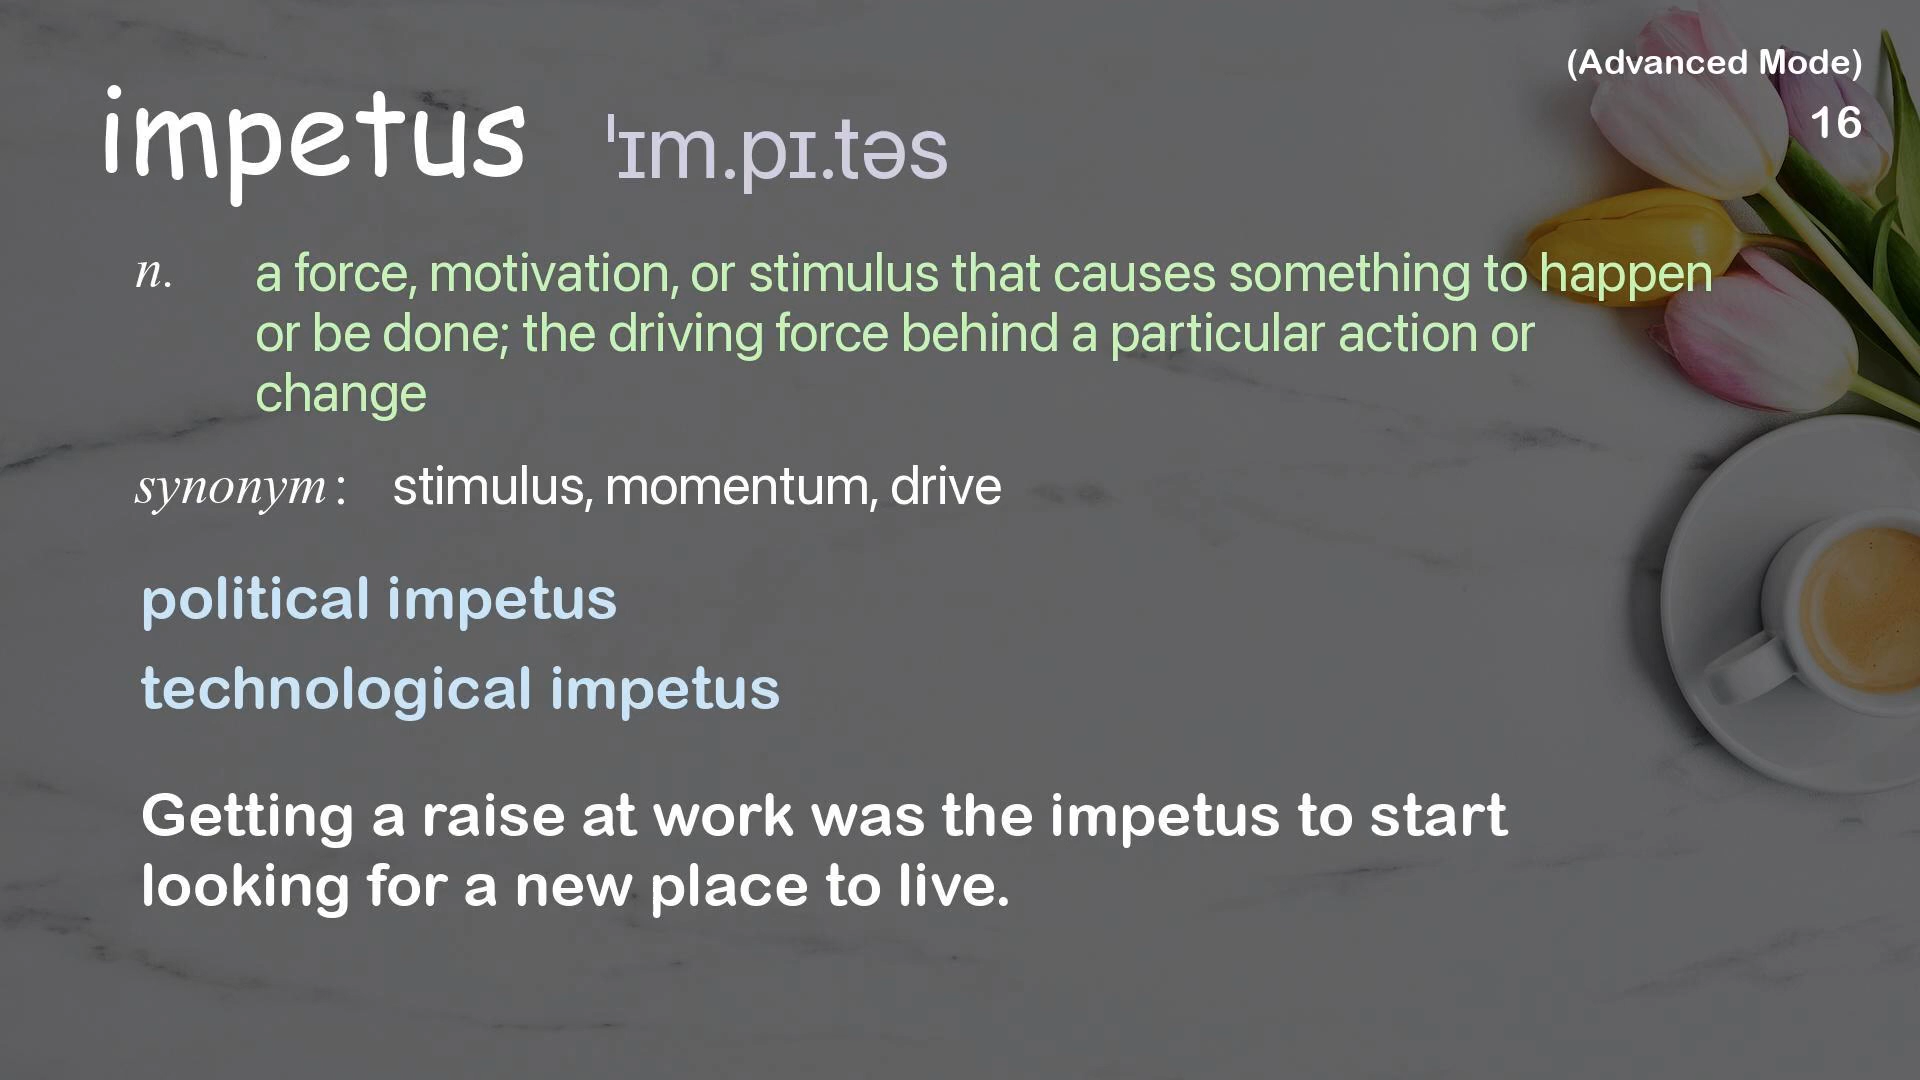 (Advanced Mode)
16
impetus ˈɪm.pɪ.təs
n. a force, motivation, or stimulus that causes something to happen
or be done; the driving force behind a particular action or
change
synonym : stimulus, momentum, drive
political impetus
technological impetus
Getting a raise at work was the impetus to start
looking for a new place to live.